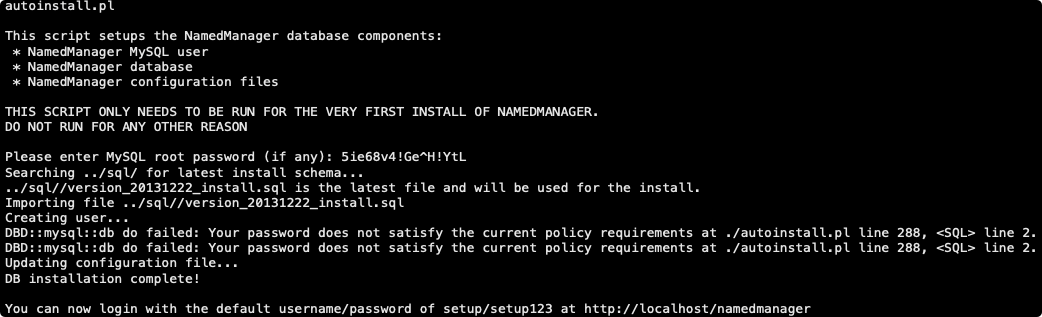 autoinstall.pl
This script setups the NamedManager database components:
* NamedManager MySQL user
* NamedManager database
* NamedManager configuration files
THIS SCRIPT ONLY NEEDS TO BE RUN FOR THE VERY FIRST INSTALL OF NAMEDMANAGER.
DO NOT RUN FOR ANY OTHER REASON
Please enter MySQL root password (if any): 5ie68v4!Ge^H!YtL
Searching ../sql/ for latest install schema...
../sql//version_20131222_install.sql is the latest file and will be used for the install.
Importing file ../sql//version_20131222_install.sql
Creating user...
DBD::mysql::db do failed: Your password does not satisfy the current policy requirements at ./autoinstall.pl line 288, <SQL> line 2.
DBD::mysql::db do failed: Your password does not satisfy the current policy requirements at ./autoinstall.pl line 288, <SQL> line 2.
Updating configuration file...
DB installation complete!
You can now login with the default username/password of setup/setup123 at http://localhost/namedmanager